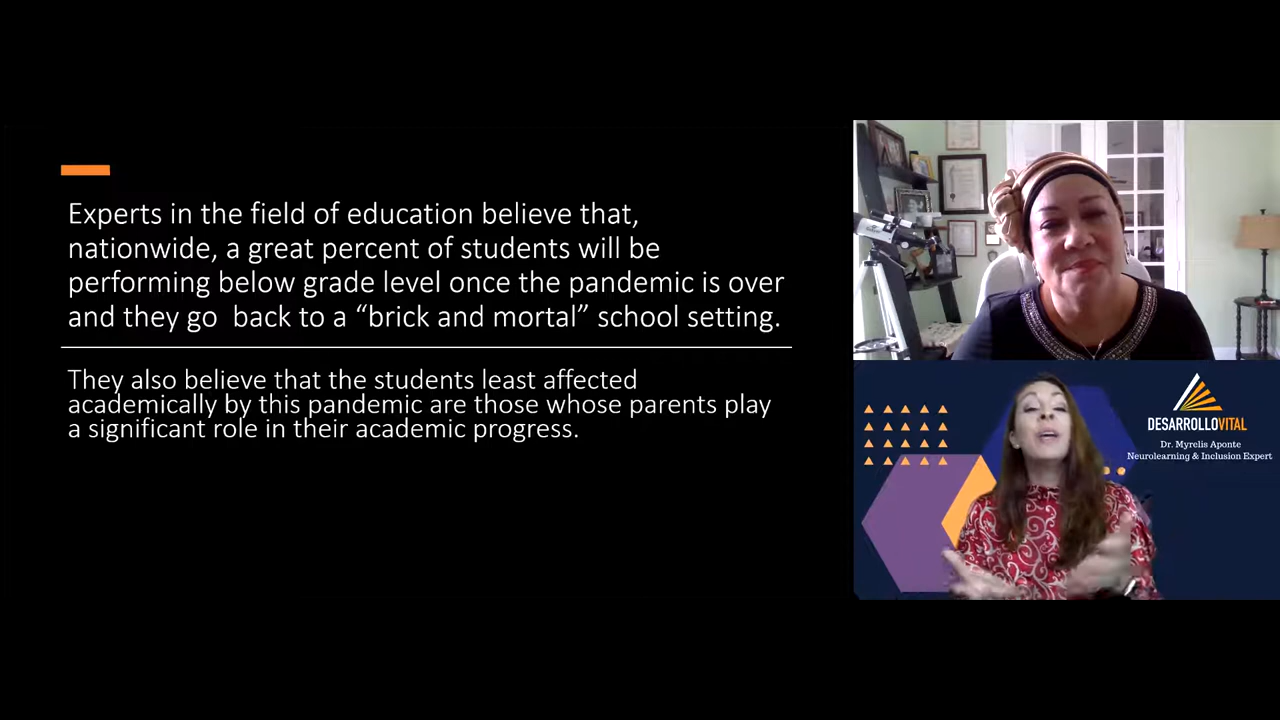 Experts in the field of education believe that,
nationwide, a great percent of students will be
performing below grade level once the pandemic is over
and they go  back to a “brick and mortal” school setting.
They also believe that the students least affected
academically by this pandemic are those whose parents play
a significant role in their academic progress.
DESARROLLOVITAL
Dr. Myrelis Aponte
Neurolearning & Inclusion Expert